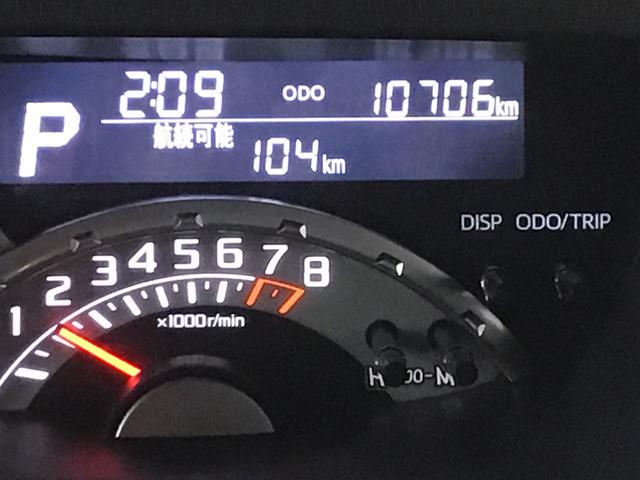 P 2:09 ODO 10706km
航続可能
104km
DISP ODO/TRIP
1 2 3 4 5 6 7 8
×1000r/min